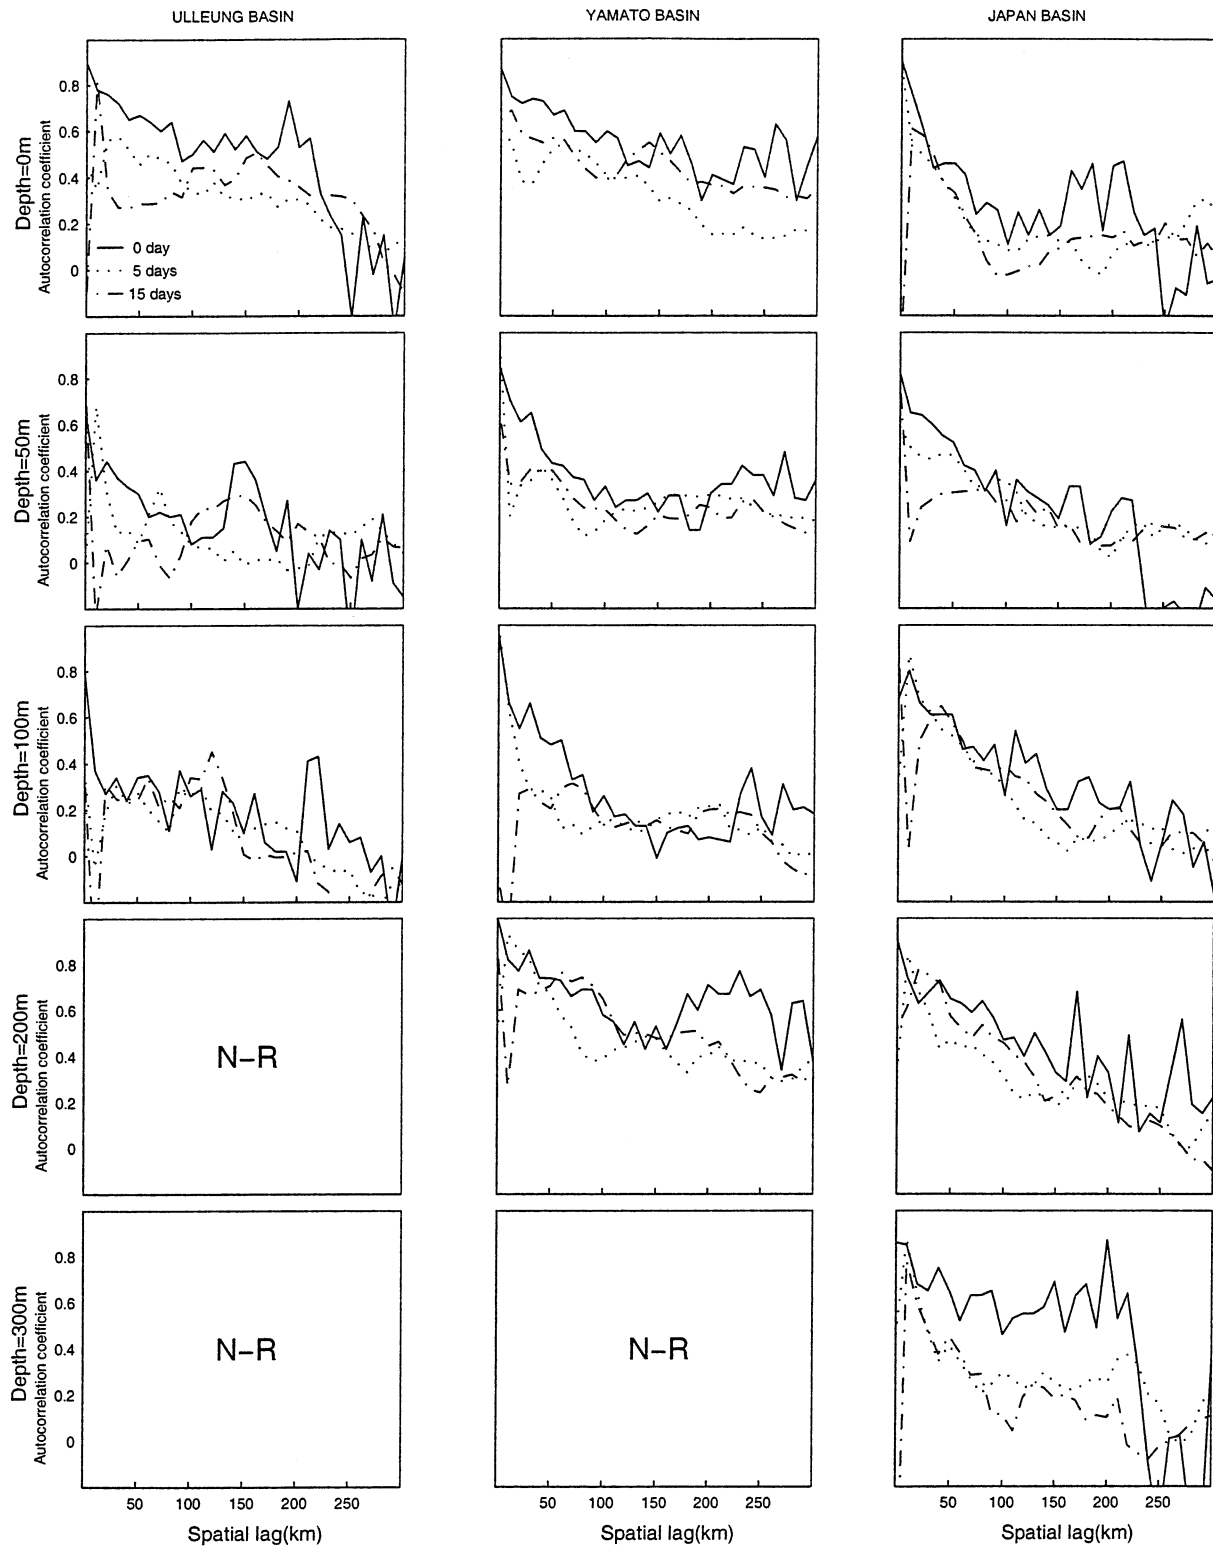 ULLEUNG BASIN
YAMATO BASIN
JAPAN BASIN
Depth=0m
Autocorrelation coefficient
0.8
0.6
0.4
0.2
0
0 day
5 days
15 days
Depth=50m
Autocorrelation coefficient
0.8
0.6
0.4
0.2
0
Depth=100m
Autocorrelation coefficient
0.8
0.6
0.4
0.2
0
Depth=200m
Autocorrelation coefficient
0.8
0.6
0.4
0.2
0
N–R
Depth=300m
Autocorrelation coefficient
0.8
0.6
0.4
0.2
0
N–R
N–R
50 100 150 200 250
50 100 150 200 250
50 100 150 200 250
Spatial lag(km)
Spatial lag(km)
Spatial lag(km)